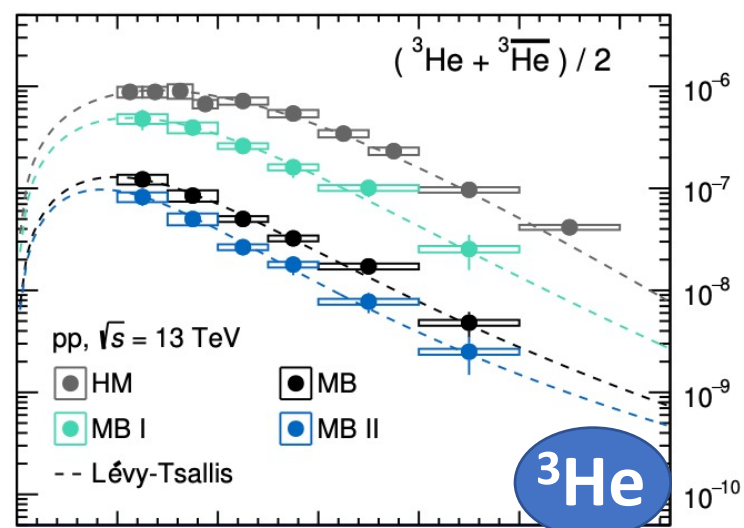 ( ³He + ³H̅e̅ ) / 2
10⁻⁶
10⁻⁷
10⁻⁸
pp, √s = 13 TeV
HM MB
10⁻⁹
MB I MB II
Lévy-Tsallis
³He
10⁻¹⁰